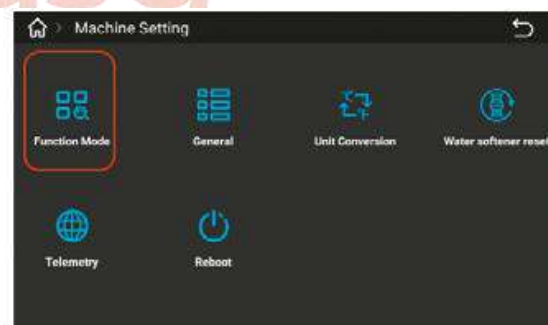 > Machine Setting
Function Mode
General
Unit Conversion
Water softener reset
Telemetry
Reboot